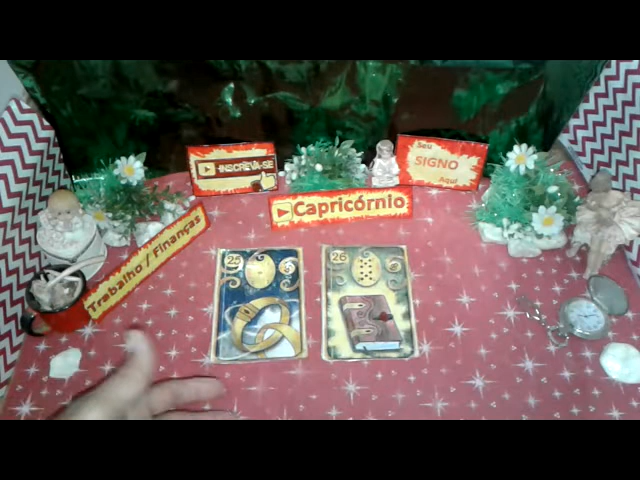 INSCREVA-SE
Seu
SIGNO
Aqui
Capricórnio
Trabalho / Finanças
25
26